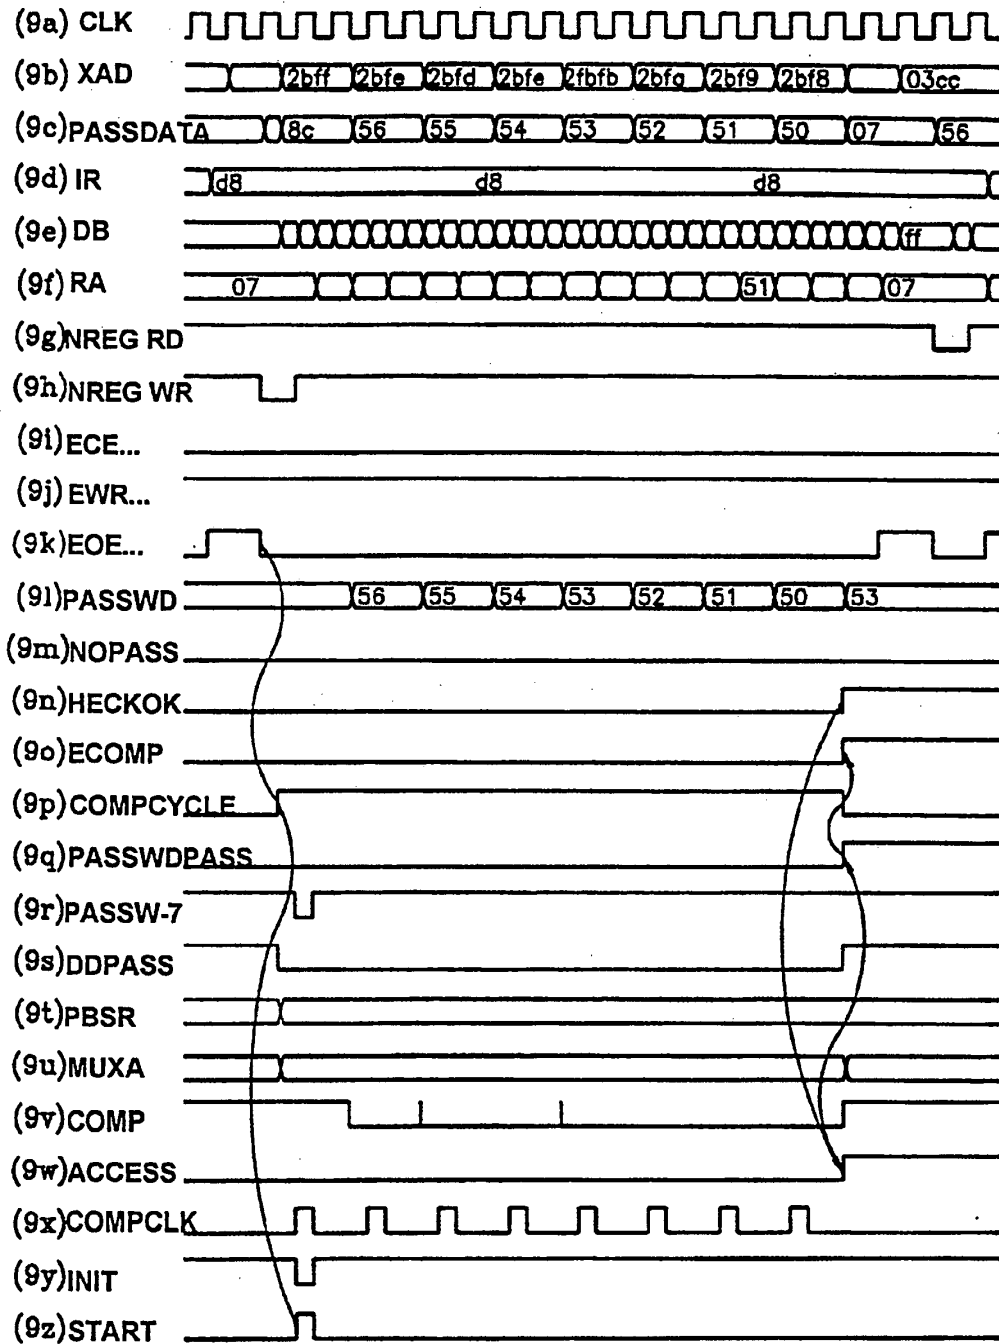 (9a) CLK
(9b) XAD 2bff 2bfe 2bfd 2bfe 2fbfb 2bfa 2bf9 2bf8 03cc
(9c) PASSDATA 8c 56 55 54 53 52 51 50 07 56
(9d) IR d8 d8 d8
(9e) DB ff
(9f) RA 07 51 07
(9g) NREG RD
(9h) NREG WR
(9i) ECE...
(9j) EWR...
(9k) EOE...
(9l) PASSWD 56 55 54 53 52 51 50 53
(9m) NOPASS
(9n) HECKOK
(9o) ECOMP
(9p) COMPCYCLE
(9q) PASSWDPASS
(9r) PASSW-7
(9s) DDPASS
(9t) PBSR
(9u) MUXA
(9v) COMP
(9w) ACCESS
(9x) COMPCLK
(9y) INIT
(9z) START